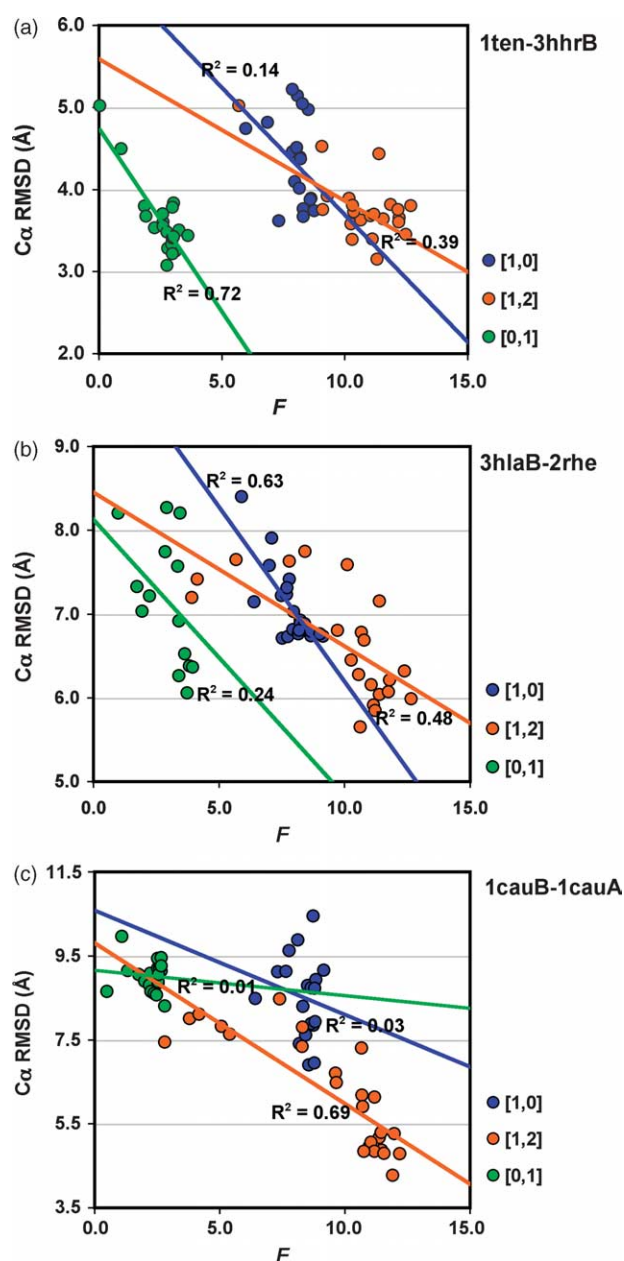 (a)
1ten-3hhrB
6.0
5.0
4.0
3.0
2.0
Cα RMSD (Å)
R² = 0.14
R² = 0.39
R² = 0.72
[1,0]
[1,2]
[0,1]
0.0 5.0 10.0 15.0
F
(b)
3hlaB-2rhe
9.0
8.0
7.0
6.0
5.0
Cα RMSD (Å)
R² = 0.63
R² = 0.24
R² = 0.48
[1,0]
[1,2]
[0,1]
0.0 5.0 10.0 15.0
F
(c)
1cauB-1cauA
11.5
9.5
7.5
5.5
3.5
Cα RMSD (Å)
R² = 0.01
R² = 0.03
R² = 0.69
[1,0]
[1,2]
[0,1]
0.0 5.0 10.0 15.0
F